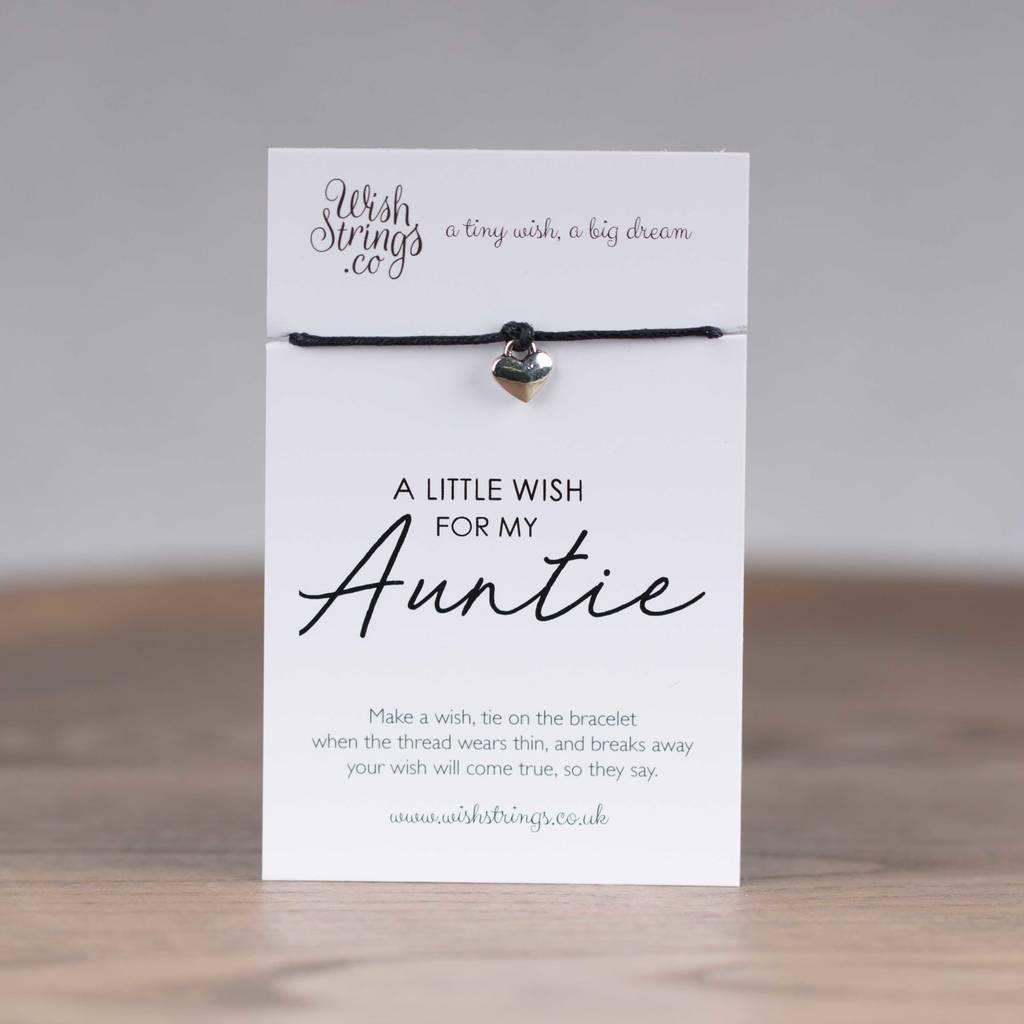 Wish
Strings
.co
a tiny wish, a big dream
A LITTLE WISH
FOR MY
Auntie
Make a wish, tie on the bracelet
when the thread wears thin, and breaks away
your wish will come true, so they say.
www.wishstrings.co.uk